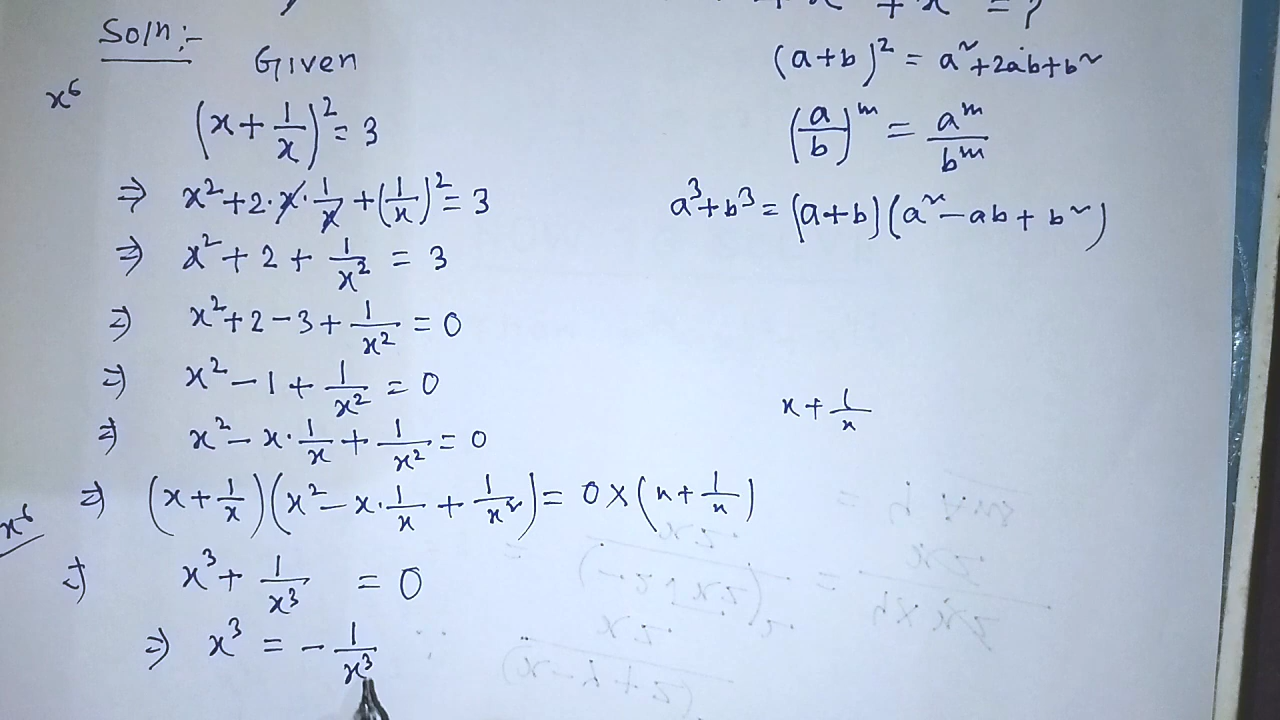 + x + x = ?
Soln:-
Given
x⁶
(x + 1/x)² = 3
⇒ x² + 2·x·1/x + (1/x)² = 3
⇒ x² + 2 + 1/x² = 3
⇒ x² + 2 - 3 + 1/x² = 0
⇒ x² - 1 + 1/x² = 0
⇒ x² - x·1/x + 1/x² = 0
⇒ (x + 1/x)(x² - x·1/x + 1/x²) = 0 × (x + 1/x)
x⁶
⇒ x³ + 1/x³ = 0
⇒ x³ = - 1/x³
(a+b)² = a² + 2ab + b²
(a/b)ᵐ = aᵐ/bᵐ
a³ + b³ = (a+b)(a² - ab + b²)
x + 1/x